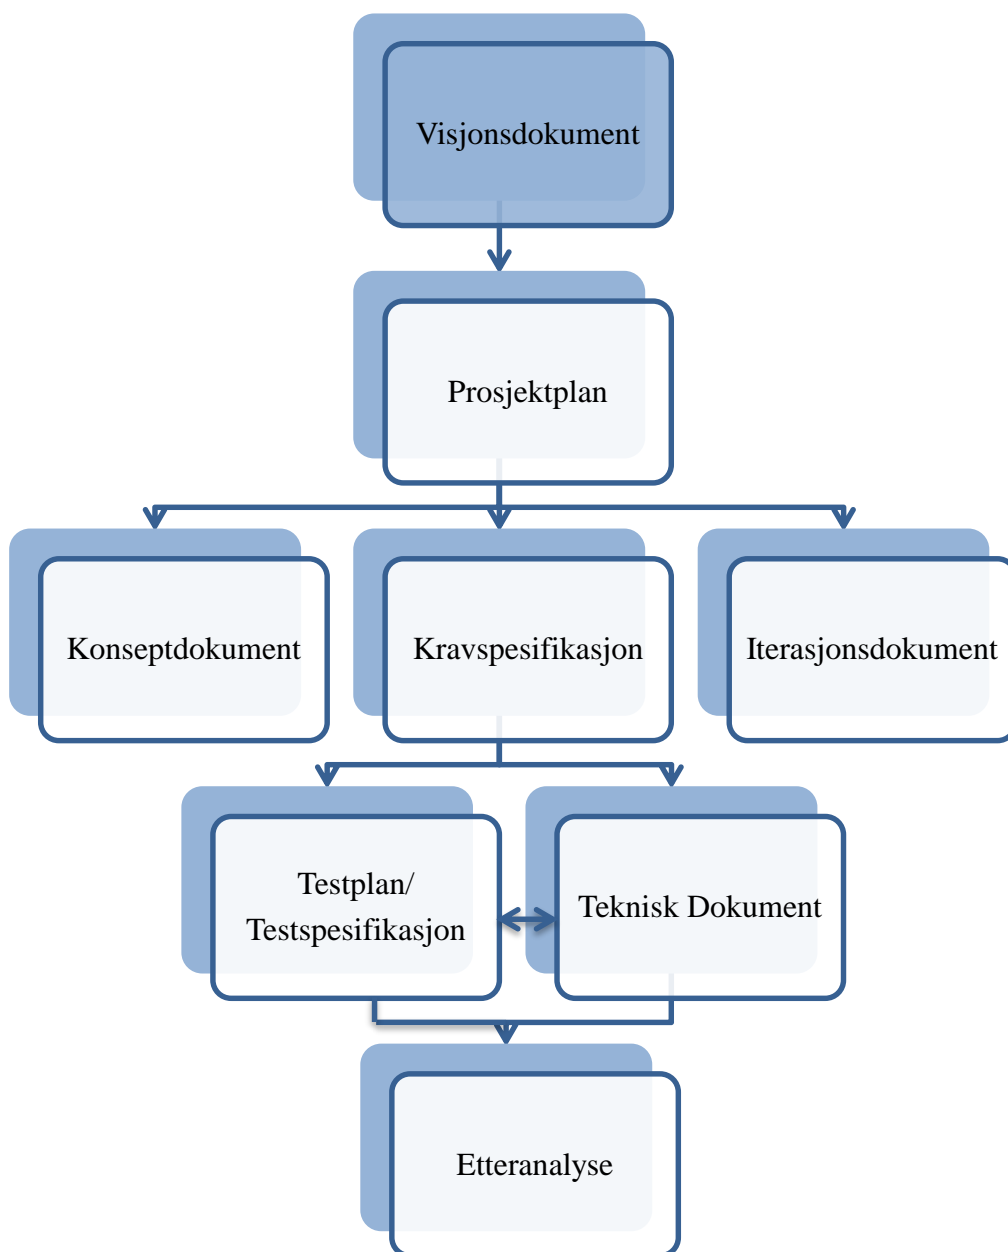 Visjonsdokument
Prosjektplan
Konseptdokument
Kravspesifikasjon
Iterasjonsdokument
Testplan/
Testspesifikasjon
Teknisk Dokument
Etteranalyse